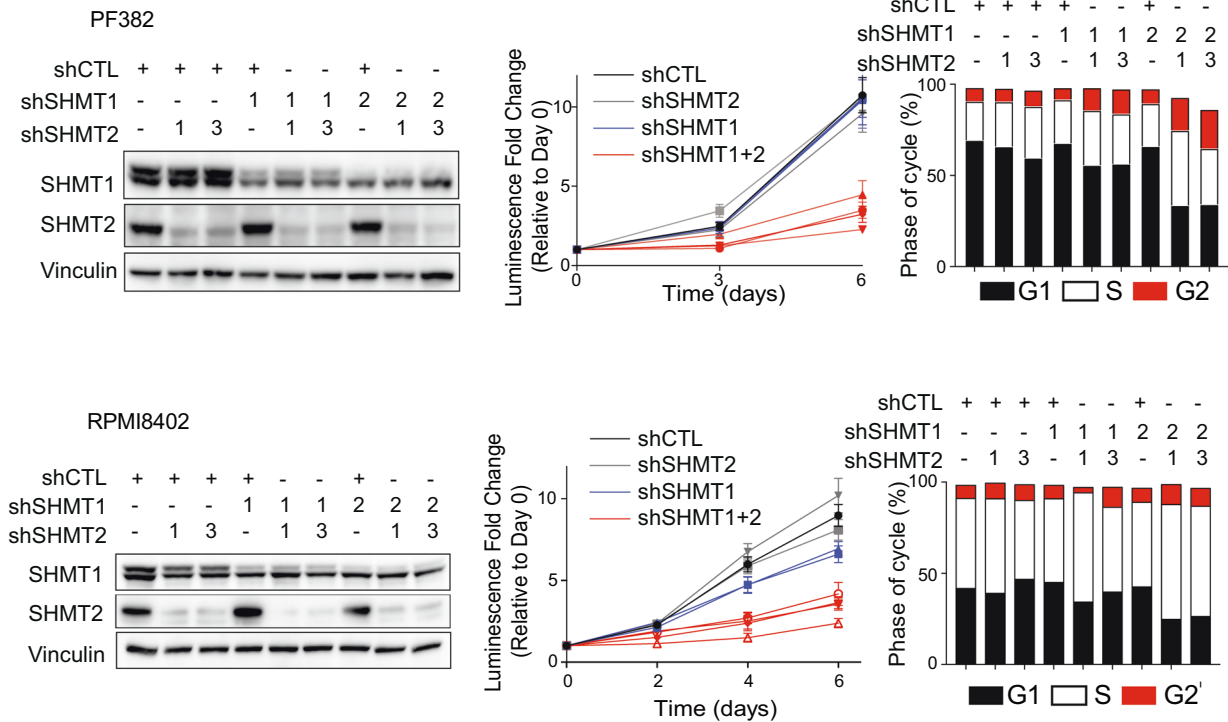 PF382
shCTL + + + + - - + - -
shSHMT1 - - - 1 1 1 2 2 2
shSHMT2 - 1 3 - 1 3 - 1 3
SHMT1
SHMT2
Vinculin
Luminescence Fold Change
(Relative to Day 0)
10
5
0
0 3 6
Time (days)
shCTL
shSHMT2
shSHMT1
shSHMT1+2
shCTL + + + + - - + - -
shSHMT1 - - - 1 1 1 2 2 2
shSHMT2 - 1 3 - 1 3 - 1 3
Phase of cycle (%)
100
50
0
G1 S G2
RPMI8402
shCTL + + + + - - + - -
shSHMT1 - - - 1 1 1 2 2 2
shSHMT2 - 1 3 - 1 3 - 1 3
SHMT1
SHMT2
Vinculin
Luminescence Fold Change
(Relative to Day 0)
10
5
0
0 2 4 6
Time (days)
shCTL
shSHMT2
shSHMT1
shSHMT1+2
shCTL + + + + - - + - -
shSHMT1 - - - 1 1 1 2 2 2
shSHMT2 - 1 3 - 1 3 - 1 3
Phase of cycle (%)
100
50
0
G1 S G2'